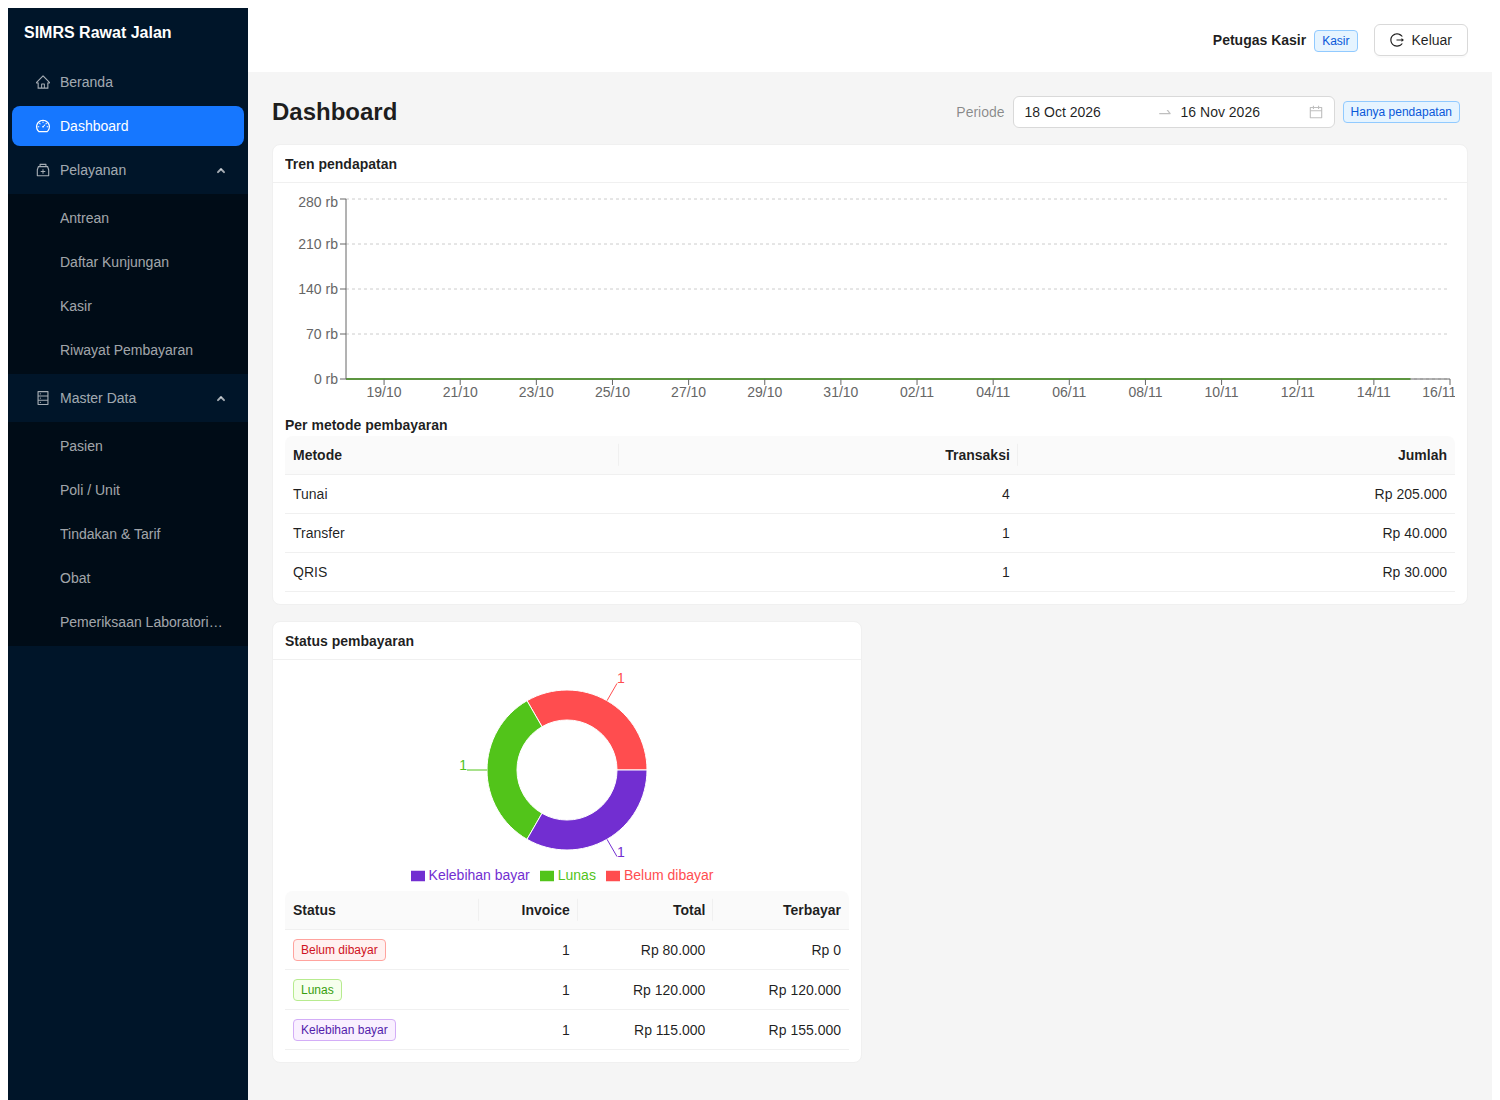 SIMRS Rawat Jalan
Petugas Kasir Kasir Keluar
Beranda
Dashboard
Pelayanan
Antrean
Daftar Kunjungan
Kasir
Riwayat Pembayaran
Master Data
Pasien
Poli / Unit
Tindakan & Tarif
Obat
Pemeriksaan Laboratori…
Dashboard
Periode 18 Oct 2026 16 Nov 2026 Hanya pendapatan
Tren pendapatan
280 rb
210 rb
140 rb
70 rb
0 rb
19/10 21/10 23/10 25/10 27/10 29/10 31/10 02/11 04/11 06/11 08/11 10/11 12/11 14/11 16/11
Per metode pembayaran
Metode Transaksi Jumlah
Tunai 4 Rp 205.000
Transfer 1 Rp 40.000
QRIS 1 Rp 30.000
Status pembayaran
1
1
1
Kelebihan bayar Lunas Belum dibayar
Status Invoice Total Terbayar
Belum dibayar 1 Rp 80.000 Rp 0
Lunas 1 Rp 120.000 Rp 120.000
Kelebihan bayar 1 Rp 115.000 Rp 155.000